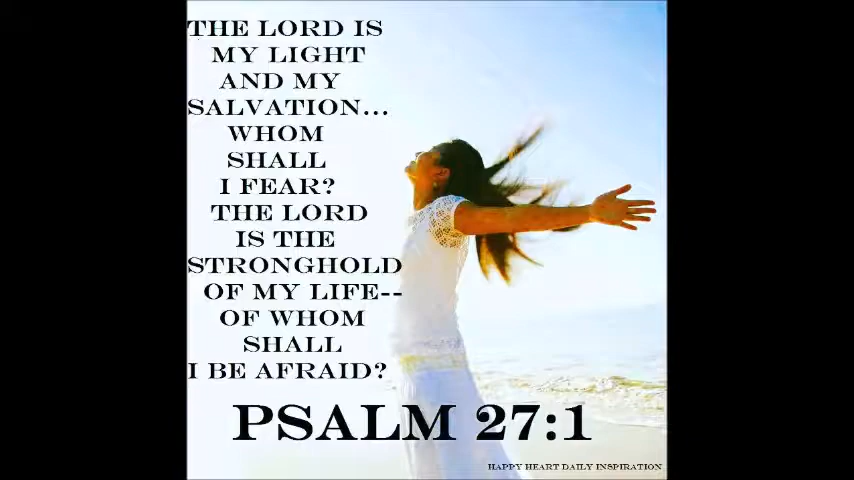 THE LORD IS
MY LIGHT
AND MY
SALVATION...
WHOM
SHALL
I FEAR?
THE LORD
IS THE
STRONGHOLD
OF MY LIFE--
OF WHOM
SHALL
I BE AFRAID?
PSALM 27:1
HAPPY HEART DAILY INSPIRATION